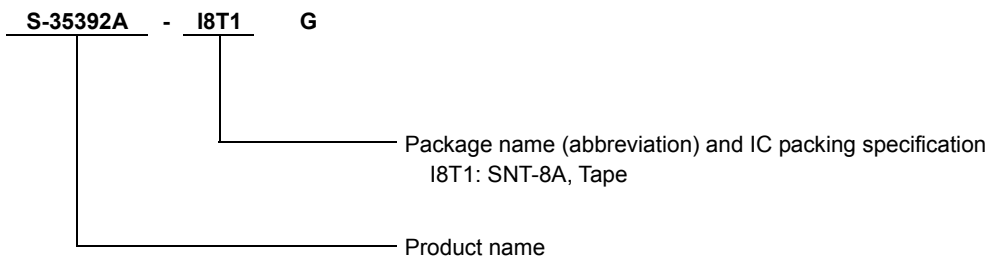 S-35392A - I8T1 G
Package name (abbreviation) and IC packing specification
I8T1: SNT-8A, Tape
Product name